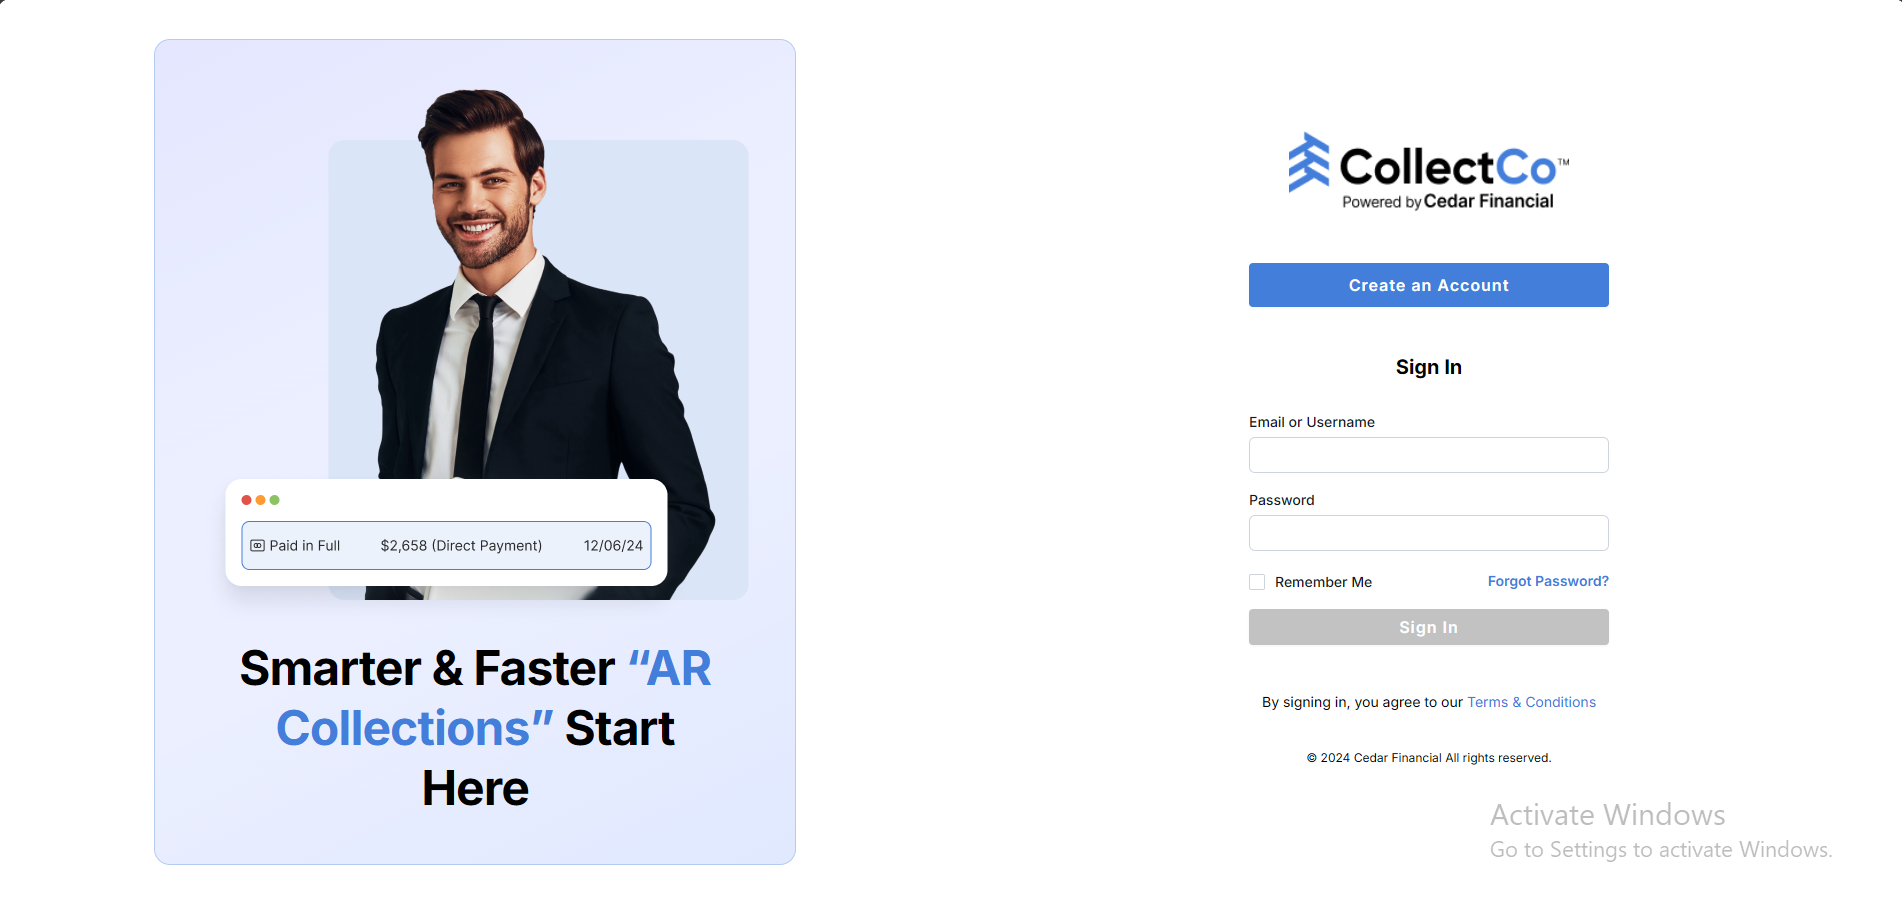 Paid in Full $2,658 (Direct Payment) 12/06/24
Smarter & Faster “AR
Collections” Start
Here
CollectCo™
Powered by Cedar Financial
Create an Account
Sign In
Email or Username
Password
Remember Me Forgot Password?
Sign In
By signing in, you agree to our Terms & Conditions
© 2024 Cedar Financial All rights reserved.
Activate Windows
Go to Settings to activate Windows.